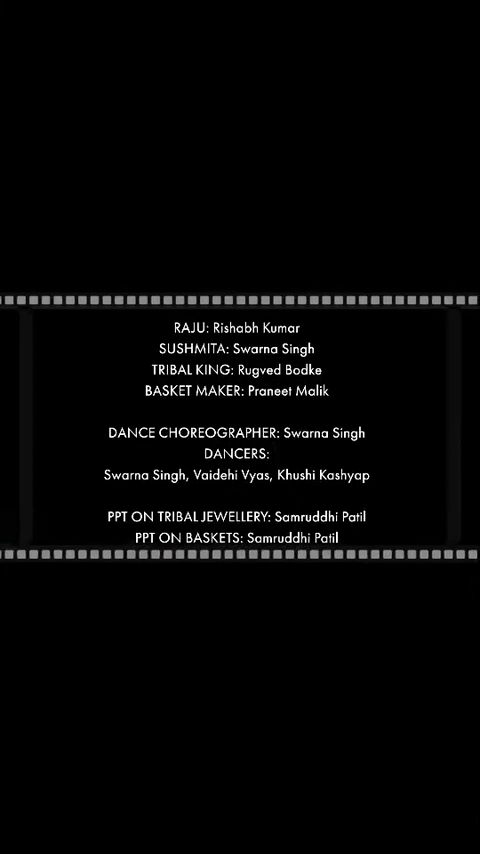 RAJU: Rishabh Kumar
SUSHMITA: Swarna Singh
TRIBAL KING: Rugved Bodke
BASKET MAKER: Praneet Malik
DANCE CHOREOGRAPHER: Swarna Singh
DANCERS:
Swarna Singh, Vaidehi Vyas, Khushi Kashyap
PPT ON TRIBAL JEWELLERY: Samruddhi Patil
PPT ON BASKETS: Samruddhi Patil